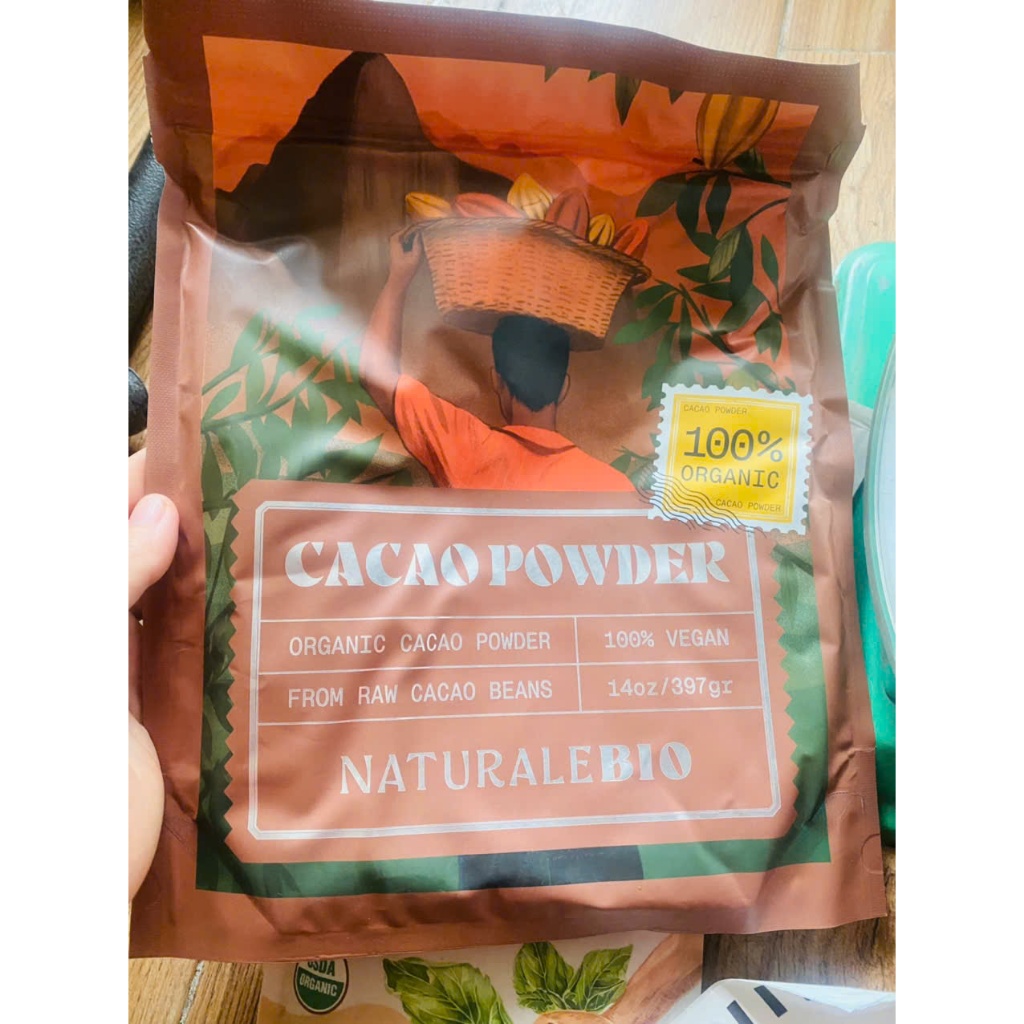 CACAO POWDER
100%
ORGANIC
CACAO POWDER
CACAO POWDER
ORGANIC CACAO POWDER
100% VEGAN
FROM RAW CACAO BEANS
14oz/397gr
NATURALEBIO
USDA
ORGANIC